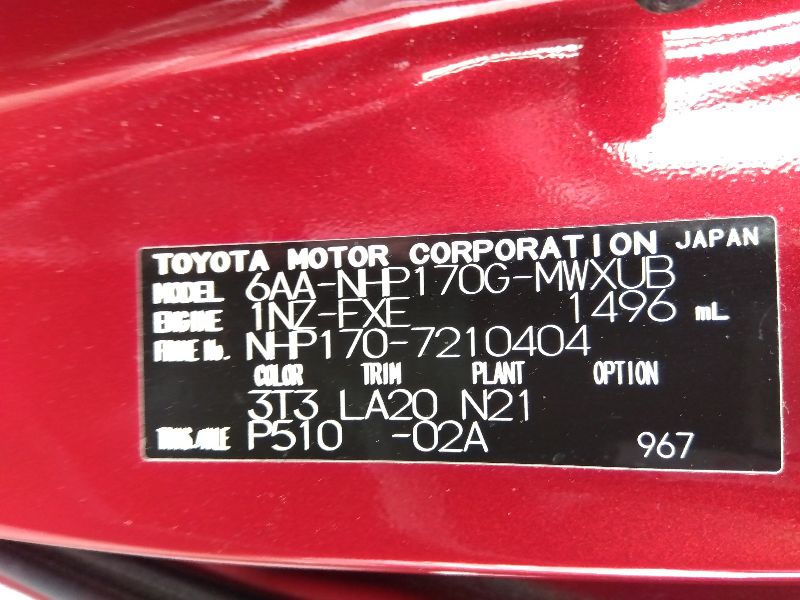 TOYOTA MOTOR CORPORATION JAPAN
MODEL 6AA-NHP170G-MWXUB
ENGINE 1NZ-FXE 1496 mL
FRAME No. NHP170-7210404
COLOR TRIM PLANT OPTION
3T3 LA20 N21
TRANS/AXLE P510 -02A 967